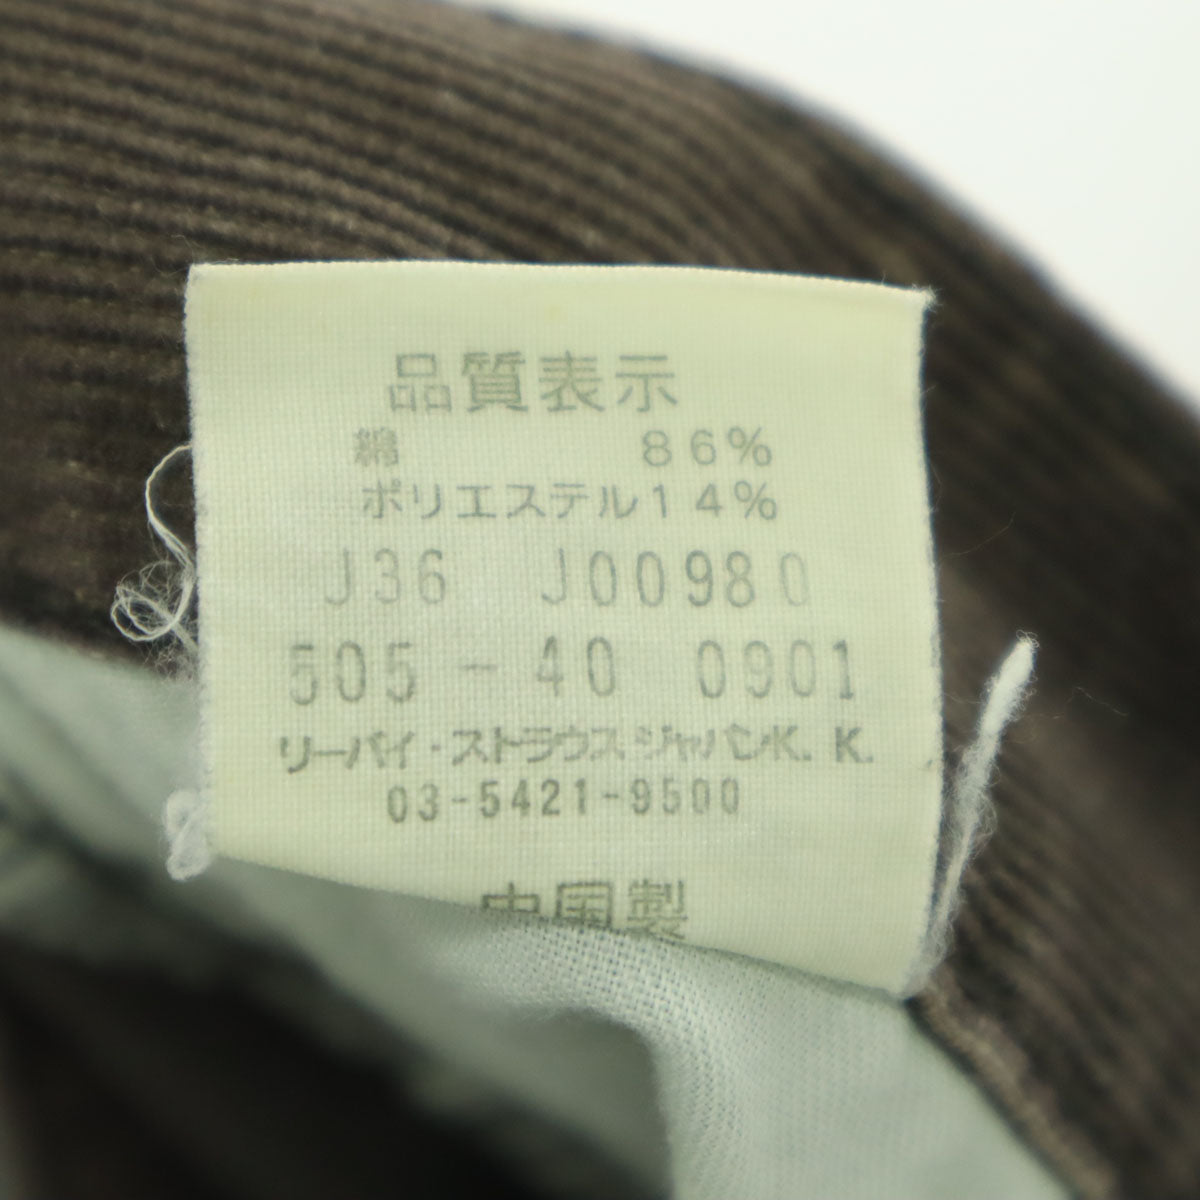 品質表示
綿 86%
ポリエステル14%
J36 J00980
505-40 0901
リーバイ・ストラウスジャパンK.K.
03-5421-9500
中国製